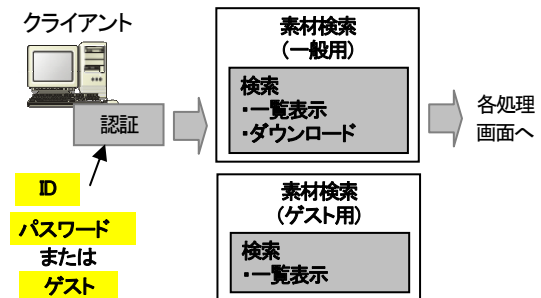 クライアント
認証
ID
パスワード
または
ゲスト
素材検索
(一般用)
検索
・一覧表示
・ダウンロード
各処理
画面へ
素材検索
(ゲスト用)
検索
・一覧表示